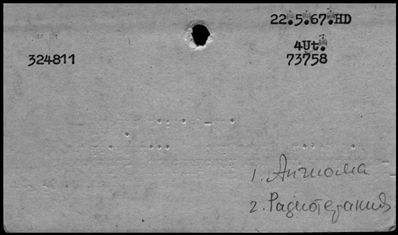 22.5.67.HD
4Ut.
324811 73758
1. Ангиома
2. Радиотерапия